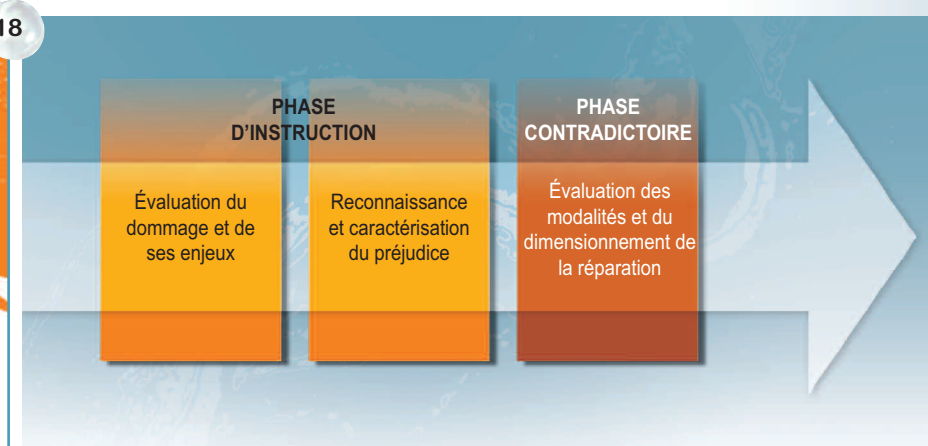 18
PHASE
D'INSTRUCTION
Évaluation du
dommage et de
ses enjeux
Reconnaissance
et caractérisation
du préjudice
PHASE
CONTRADICTOIRE
Évaluation des
modalités et du
dimensionnement de
la réparation